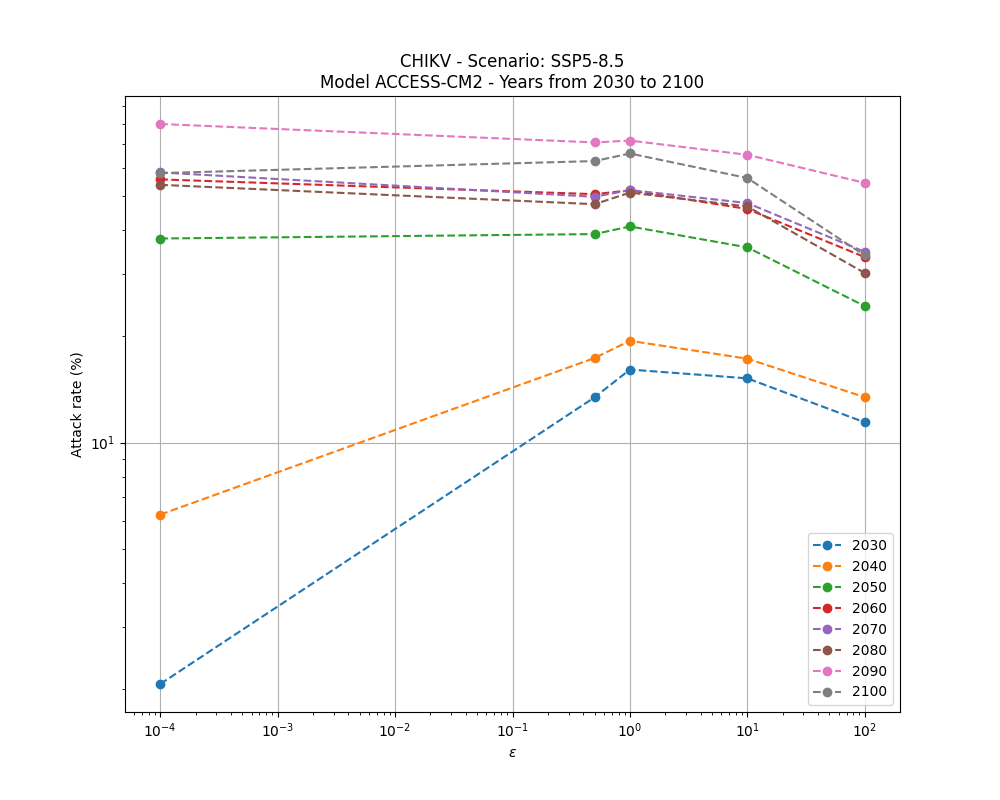 CHIKV - Scenario: SSP5-8.5
Model ACCESS-CM2 - Years from 2030 to 2100
Attack rate (%)
10¹
10⁻⁴ 10⁻³ 10⁻² 10⁻¹ 10⁰ 10¹ 10²
ε
2030
2040
2050
2060
2070
2080
2090
2100